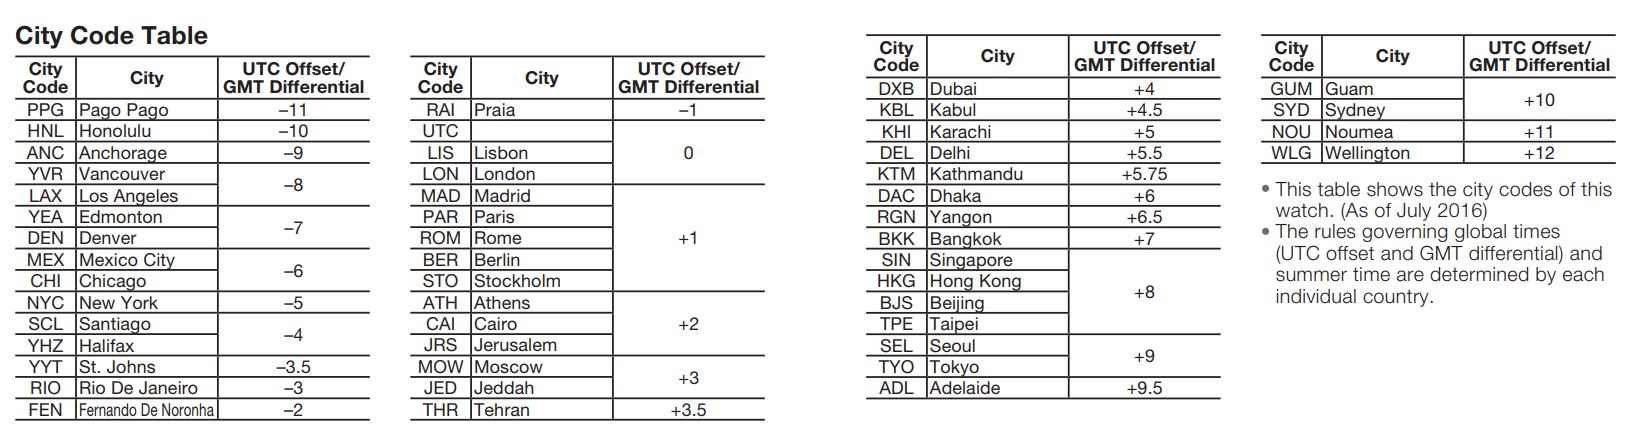 City Code Table
City Code City UTC Offset/ GMT Differential
PPG Pago Pago –11
HNL Honolulu –10
ANC Anchorage –9
YVR Vancouver –8
LAX Los Angeles
YEA Edmonton –7
DEN Denver
MEX Mexico City –6
CHI Chicago
NYC New York –5
SCL Santiago –4
YHZ Halifax
YYT St. Johns –3.5
RIO Rio De Janeiro –3
FEN Fernando De Noronha –2
City Code City UTC Offset/ GMT Differential
RAI Praia –1
UTC
LIS Lisbon 0
LON London
MAD Madrid
PAR Paris
ROM Rome +1
BER Berlin
STO Stockholm
ATH Athens
CAI Cairo +2
JRS Jerusalem
MOW Moscow +3
JED Jeddah
THR Tehran +3.5
City Code City UTC Offset/ GMT Differential
DXB Dubai +4
KBL Kabul +4.5
KHI Karachi +5
DEL Delhi +5.5
KTM Kathmandu +5.75
DAC Dhaka +6
RGN Yangon +6.5
BKK Bangkok +7
SIN Singapore
HKG Hong Kong +8
BJS Beijing
TPE Taipei
SEL Seoul +9
TYO Tokyo
ADL Adelaide +9.5
City Code City UTC Offset/ GMT Differential
GUM Guam +10
SYD Sydney
NOU Noumea +11
WLG Wellington +12
• This table shows the city codes of this
watch. (As of July 2016)
• The rules governing global times
(UTC offset and GMT differential) and
summer time are determined by each
individual country.